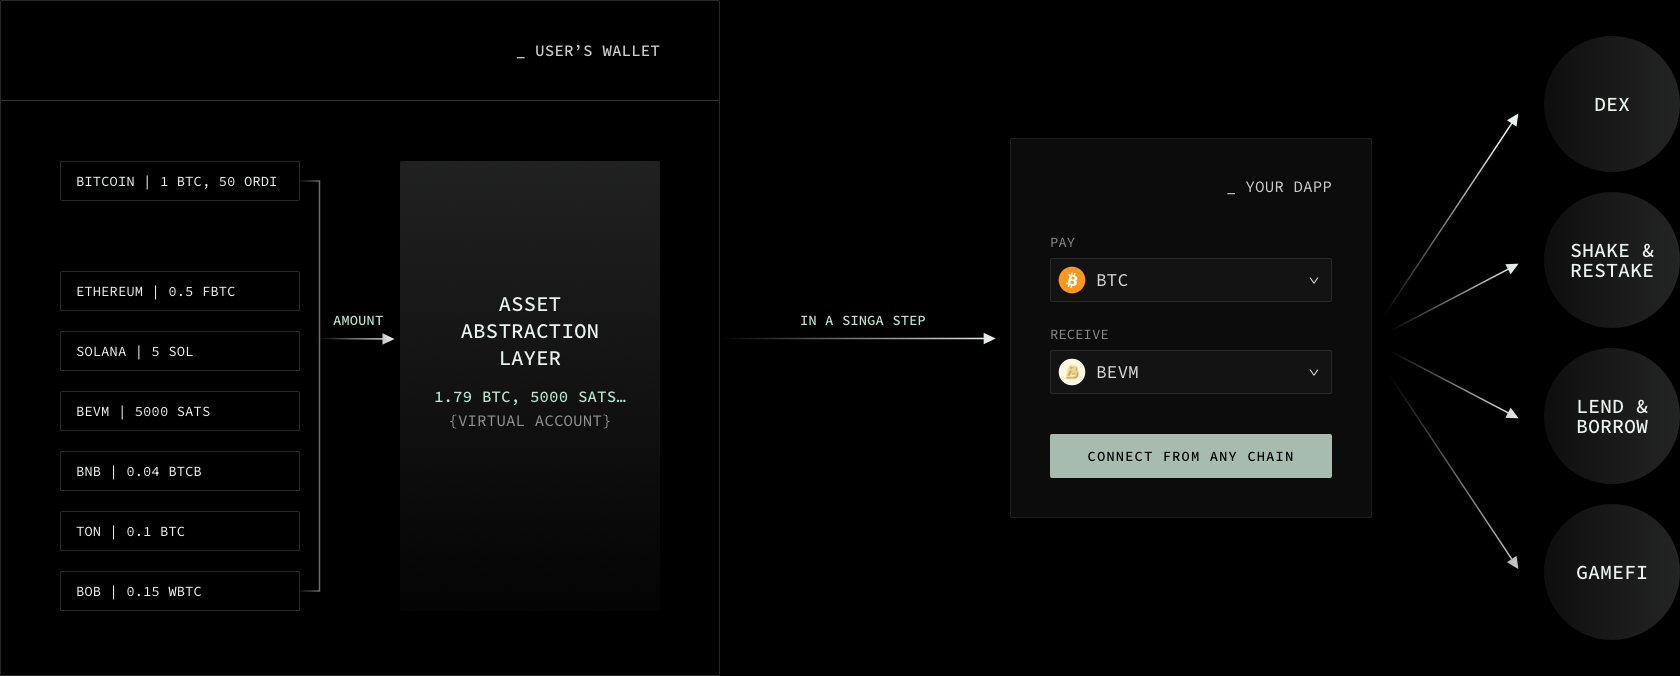 _ USER’S WALLET
BITCOIN | 1 BTC, 50 ORDI
ETHEREUM | 0.5 FBTC
SOLANA | 5 SOL
BEVM | 5000 SATS
BNB | 0.04 BTCB
TON | 0.1 BTC
BOB | 0.15 WBTC
AMOUNT
ASSET
ABSTRACTION
LAYER
1.79 BTC, 5000 SATS…
{VIRTUAL ACCOUNT}
IN A SINGA STEP
_ YOUR DAPP
PAY
BTC
RECEIVE
BEVM
CONNECT FROM ANY CHAIN
DEX
SHAKE &
RESTAKE
LEND &
BORROW
GAMEFI